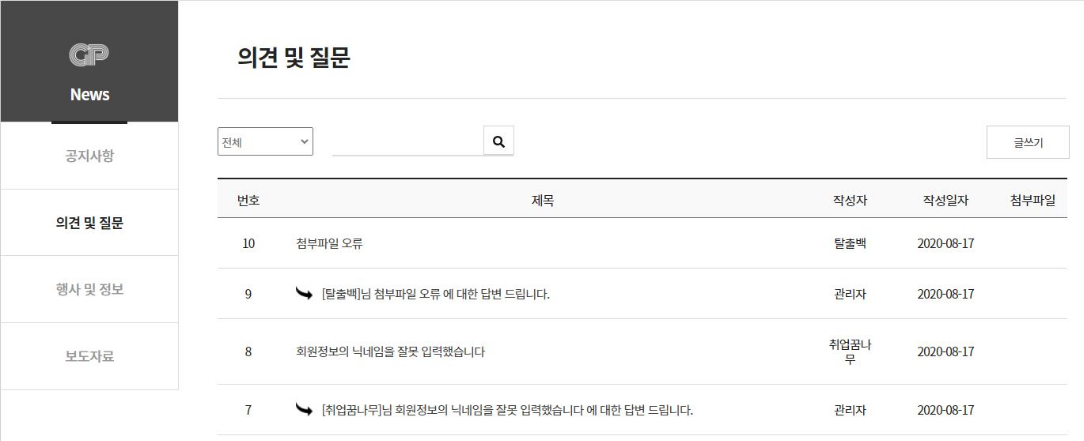 GP
News
공지사항
의견 및 질문
행사 및 정보
보도자료
의견 및 질문
전체
글쓰기
번호 제목 작성자 작성일자 첨부파일
10 첨부파일 오류 탈출백 2020-08-17
9 [탈출백]님 첨부파일 오류 에 대한 답변 드립니다. 관리자 2020-08-17
8 회원정보의 닉네임을 잘못 입력했습니다 취업꿈나
무 2020-08-17
7 [취업꿈나무]님 회원정보의 닉네임을 잘못 입력했습니다 에 대한 답변 드립니다. 관리자 2020-08-17